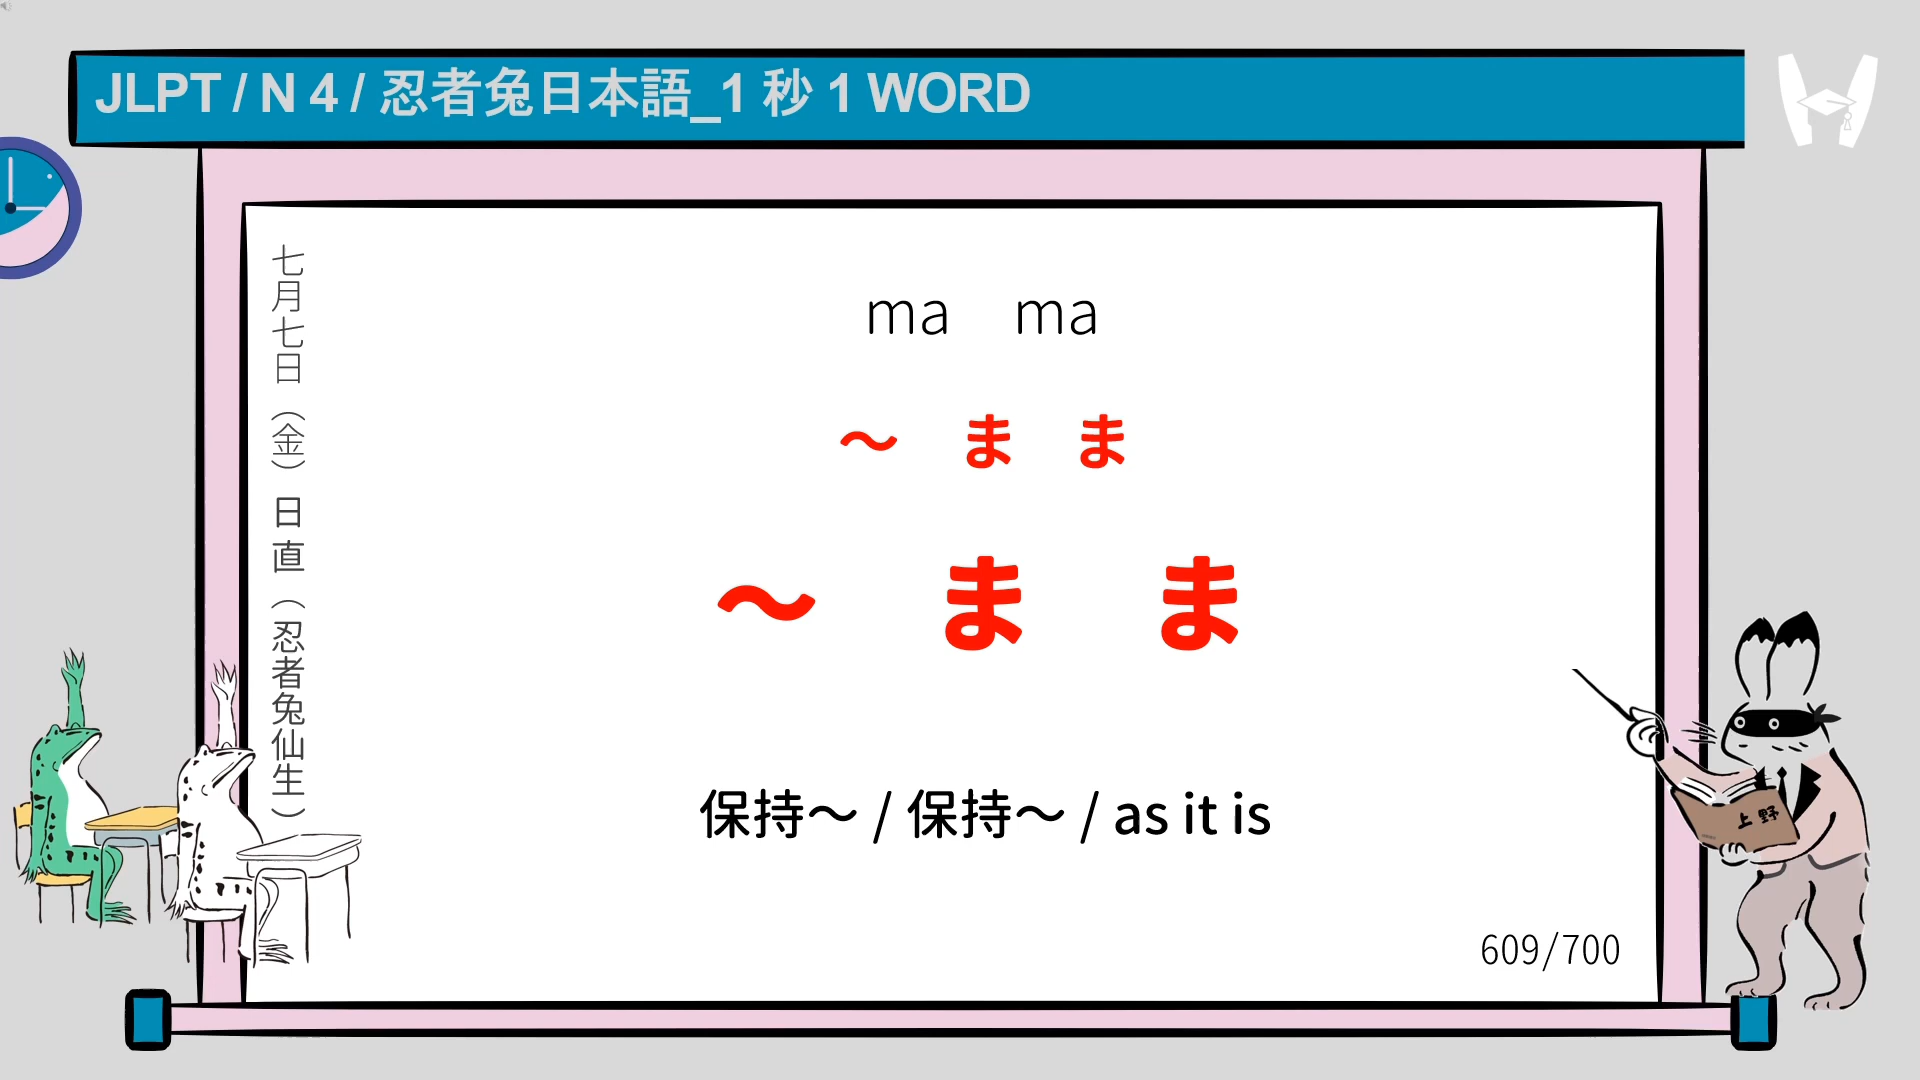 JLPT / N 4 / 忍者兔日本語_1 秒 1 WORD
七月七日（金）日直（忍者兔仙生）
ma ma
～ ま ま
～ ま ま
保持～ / 保持～ / as it is
上野
609/700